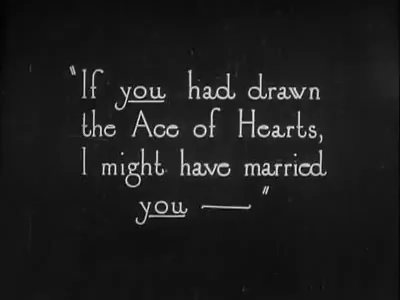 "If you had drawn
the Ace of Hearts,
I might have married
you —"